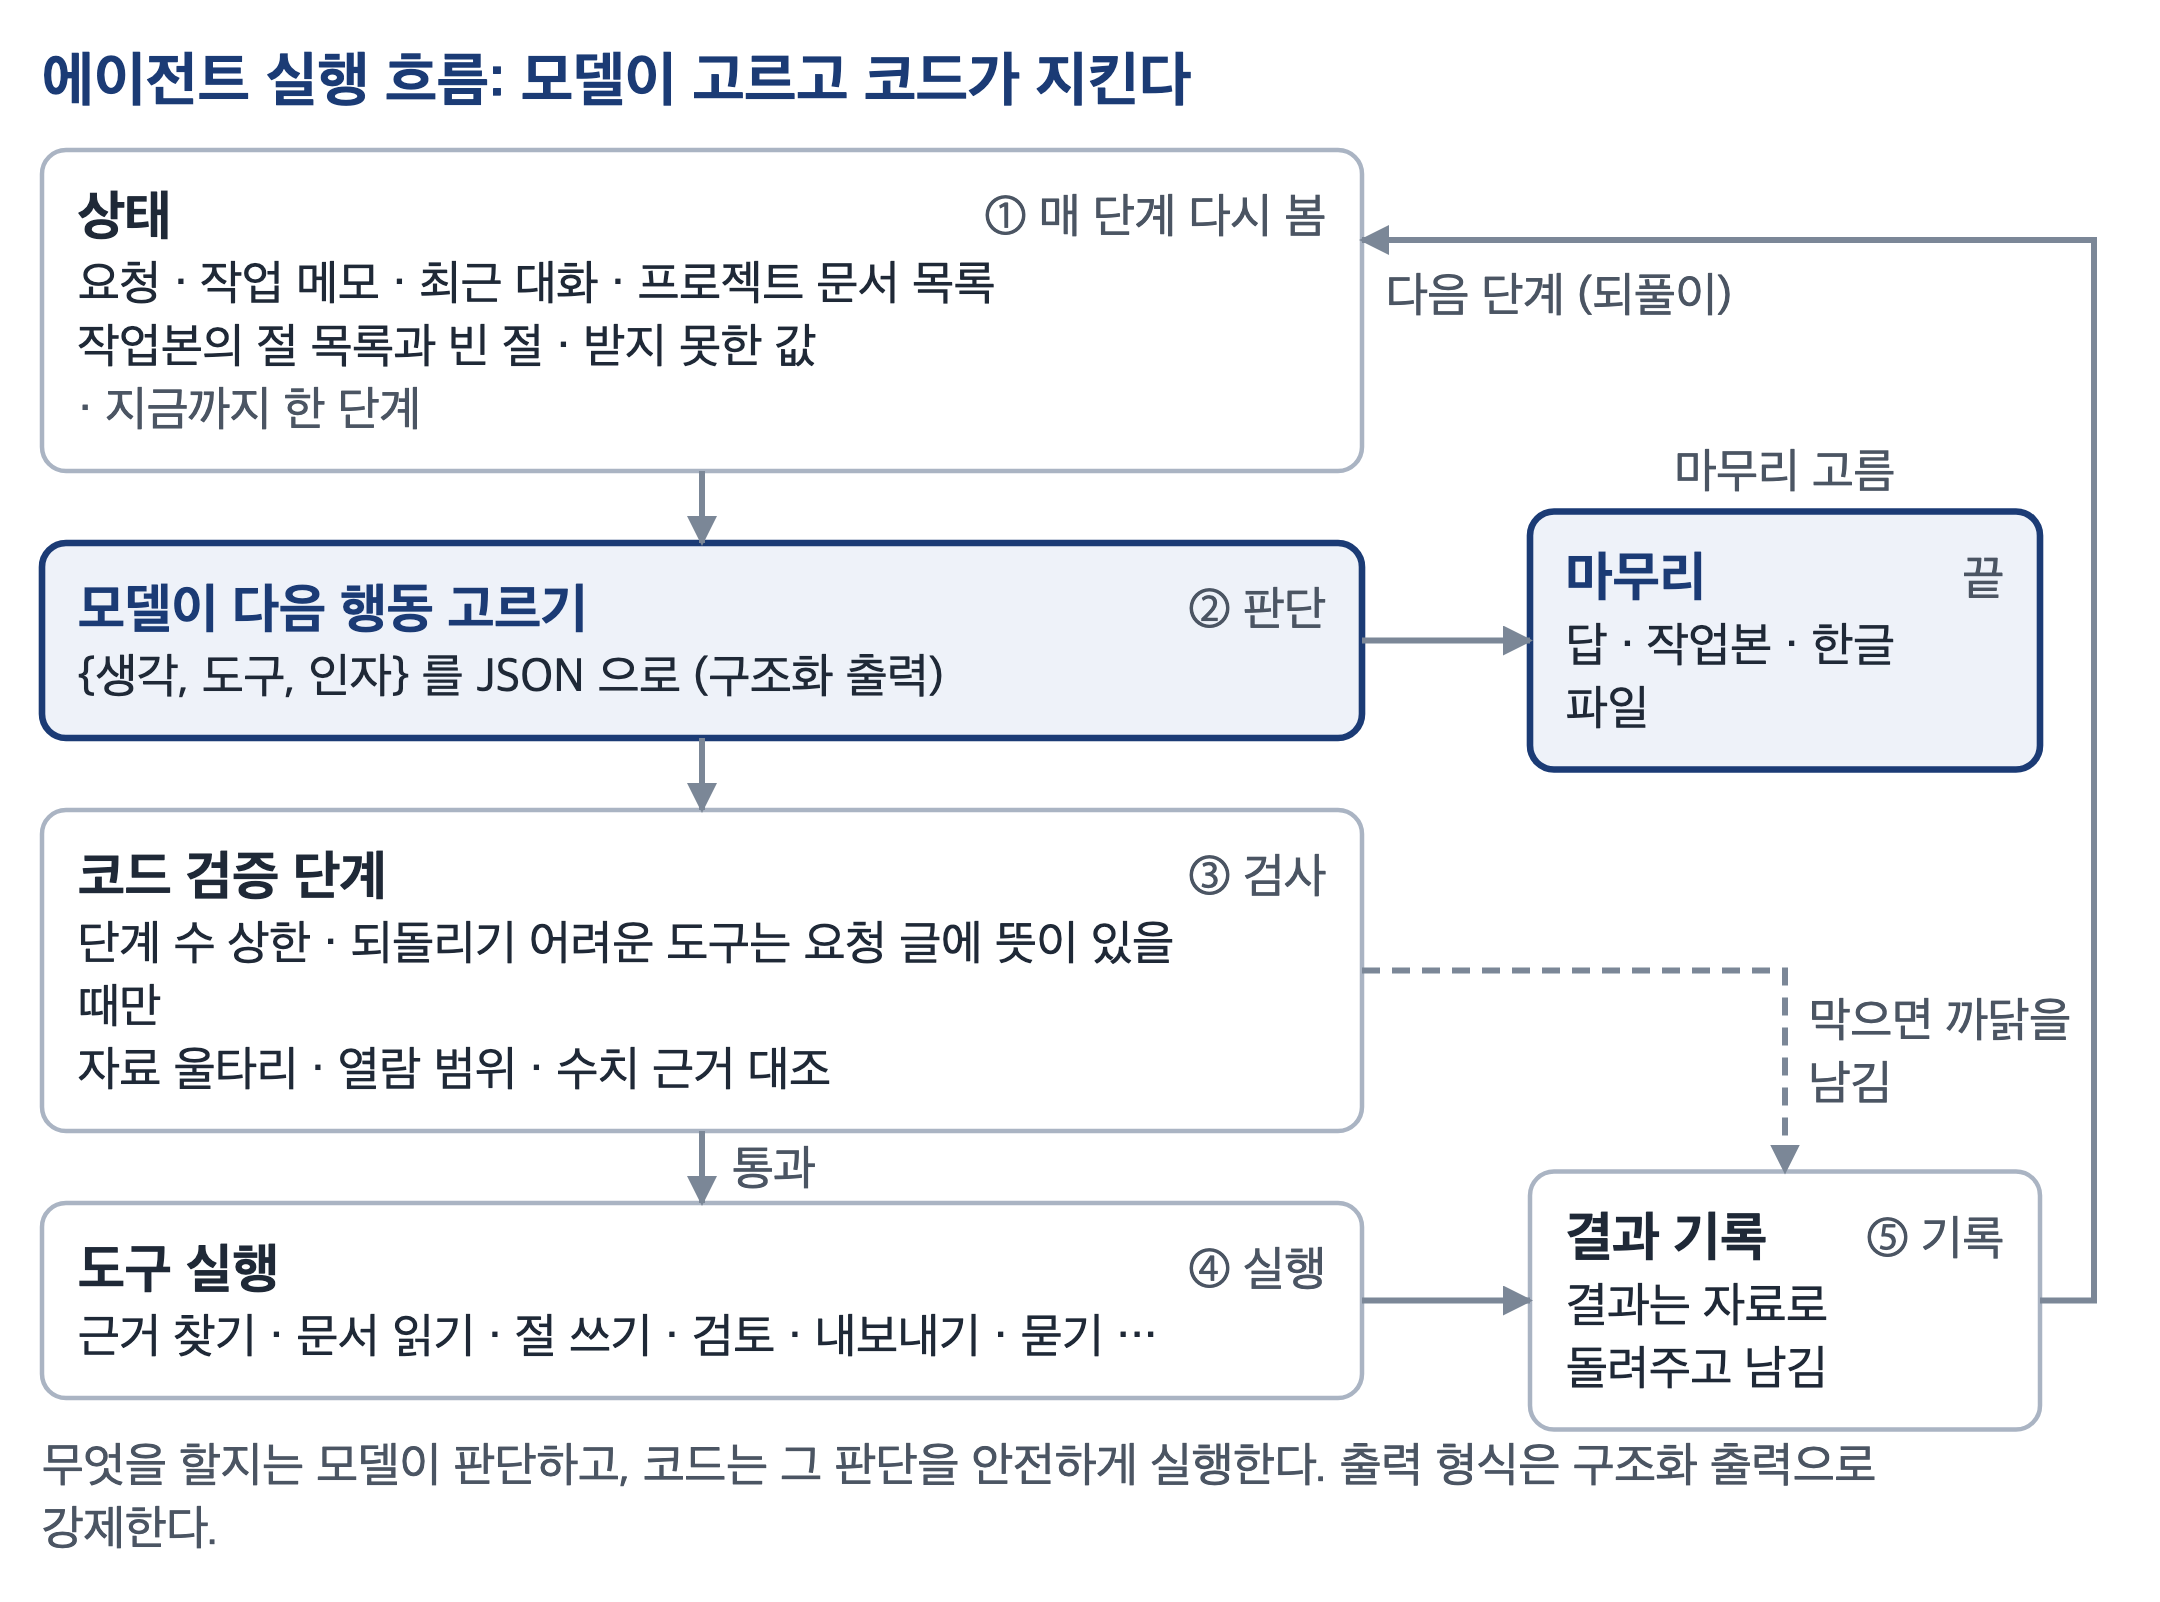 에이전트 실행 흐름: 모델이 고르고 코드가 지킨다
상태
① 매 단계 다시 봄
요청 · 작업 메모 · 최근 대화 · 프로젝트 문서 목록
작업본의 절 목록과 빈 절 · 받지 못한 값
· 지금까지 한 단계
다음 단계 (되풀이)
모델이 다음 행동 고르기
② 판단
{생각, 도구, 인자} 를 JSON 으로 (구조화 출력)
마무리 고름
마무리
끝
답 · 작업본 · 한글
파일
코드 검증 단계
③ 검사
단계 수 상한 · 되돌리기 어려운 도구는 요청 글에 뜻이 있을
때만
자료 울타리 · 열람 범위 · 수치 근거 대조
막으면 까닭을
남김
통과
도구 실행
④ 실행
근거 찾기 · 문서 읽기 · 절 쓰기 · 검토 · 내보내기 · 묻기 ···
결과 기록
⑤ 기록
결과는 자료로
돌려주고 남김
무엇을 할지는 모델이 판단하고, 코드는 그 판단을 안전하게 실행한다. 출력 형식은 구조화 출력으로
강제한다.